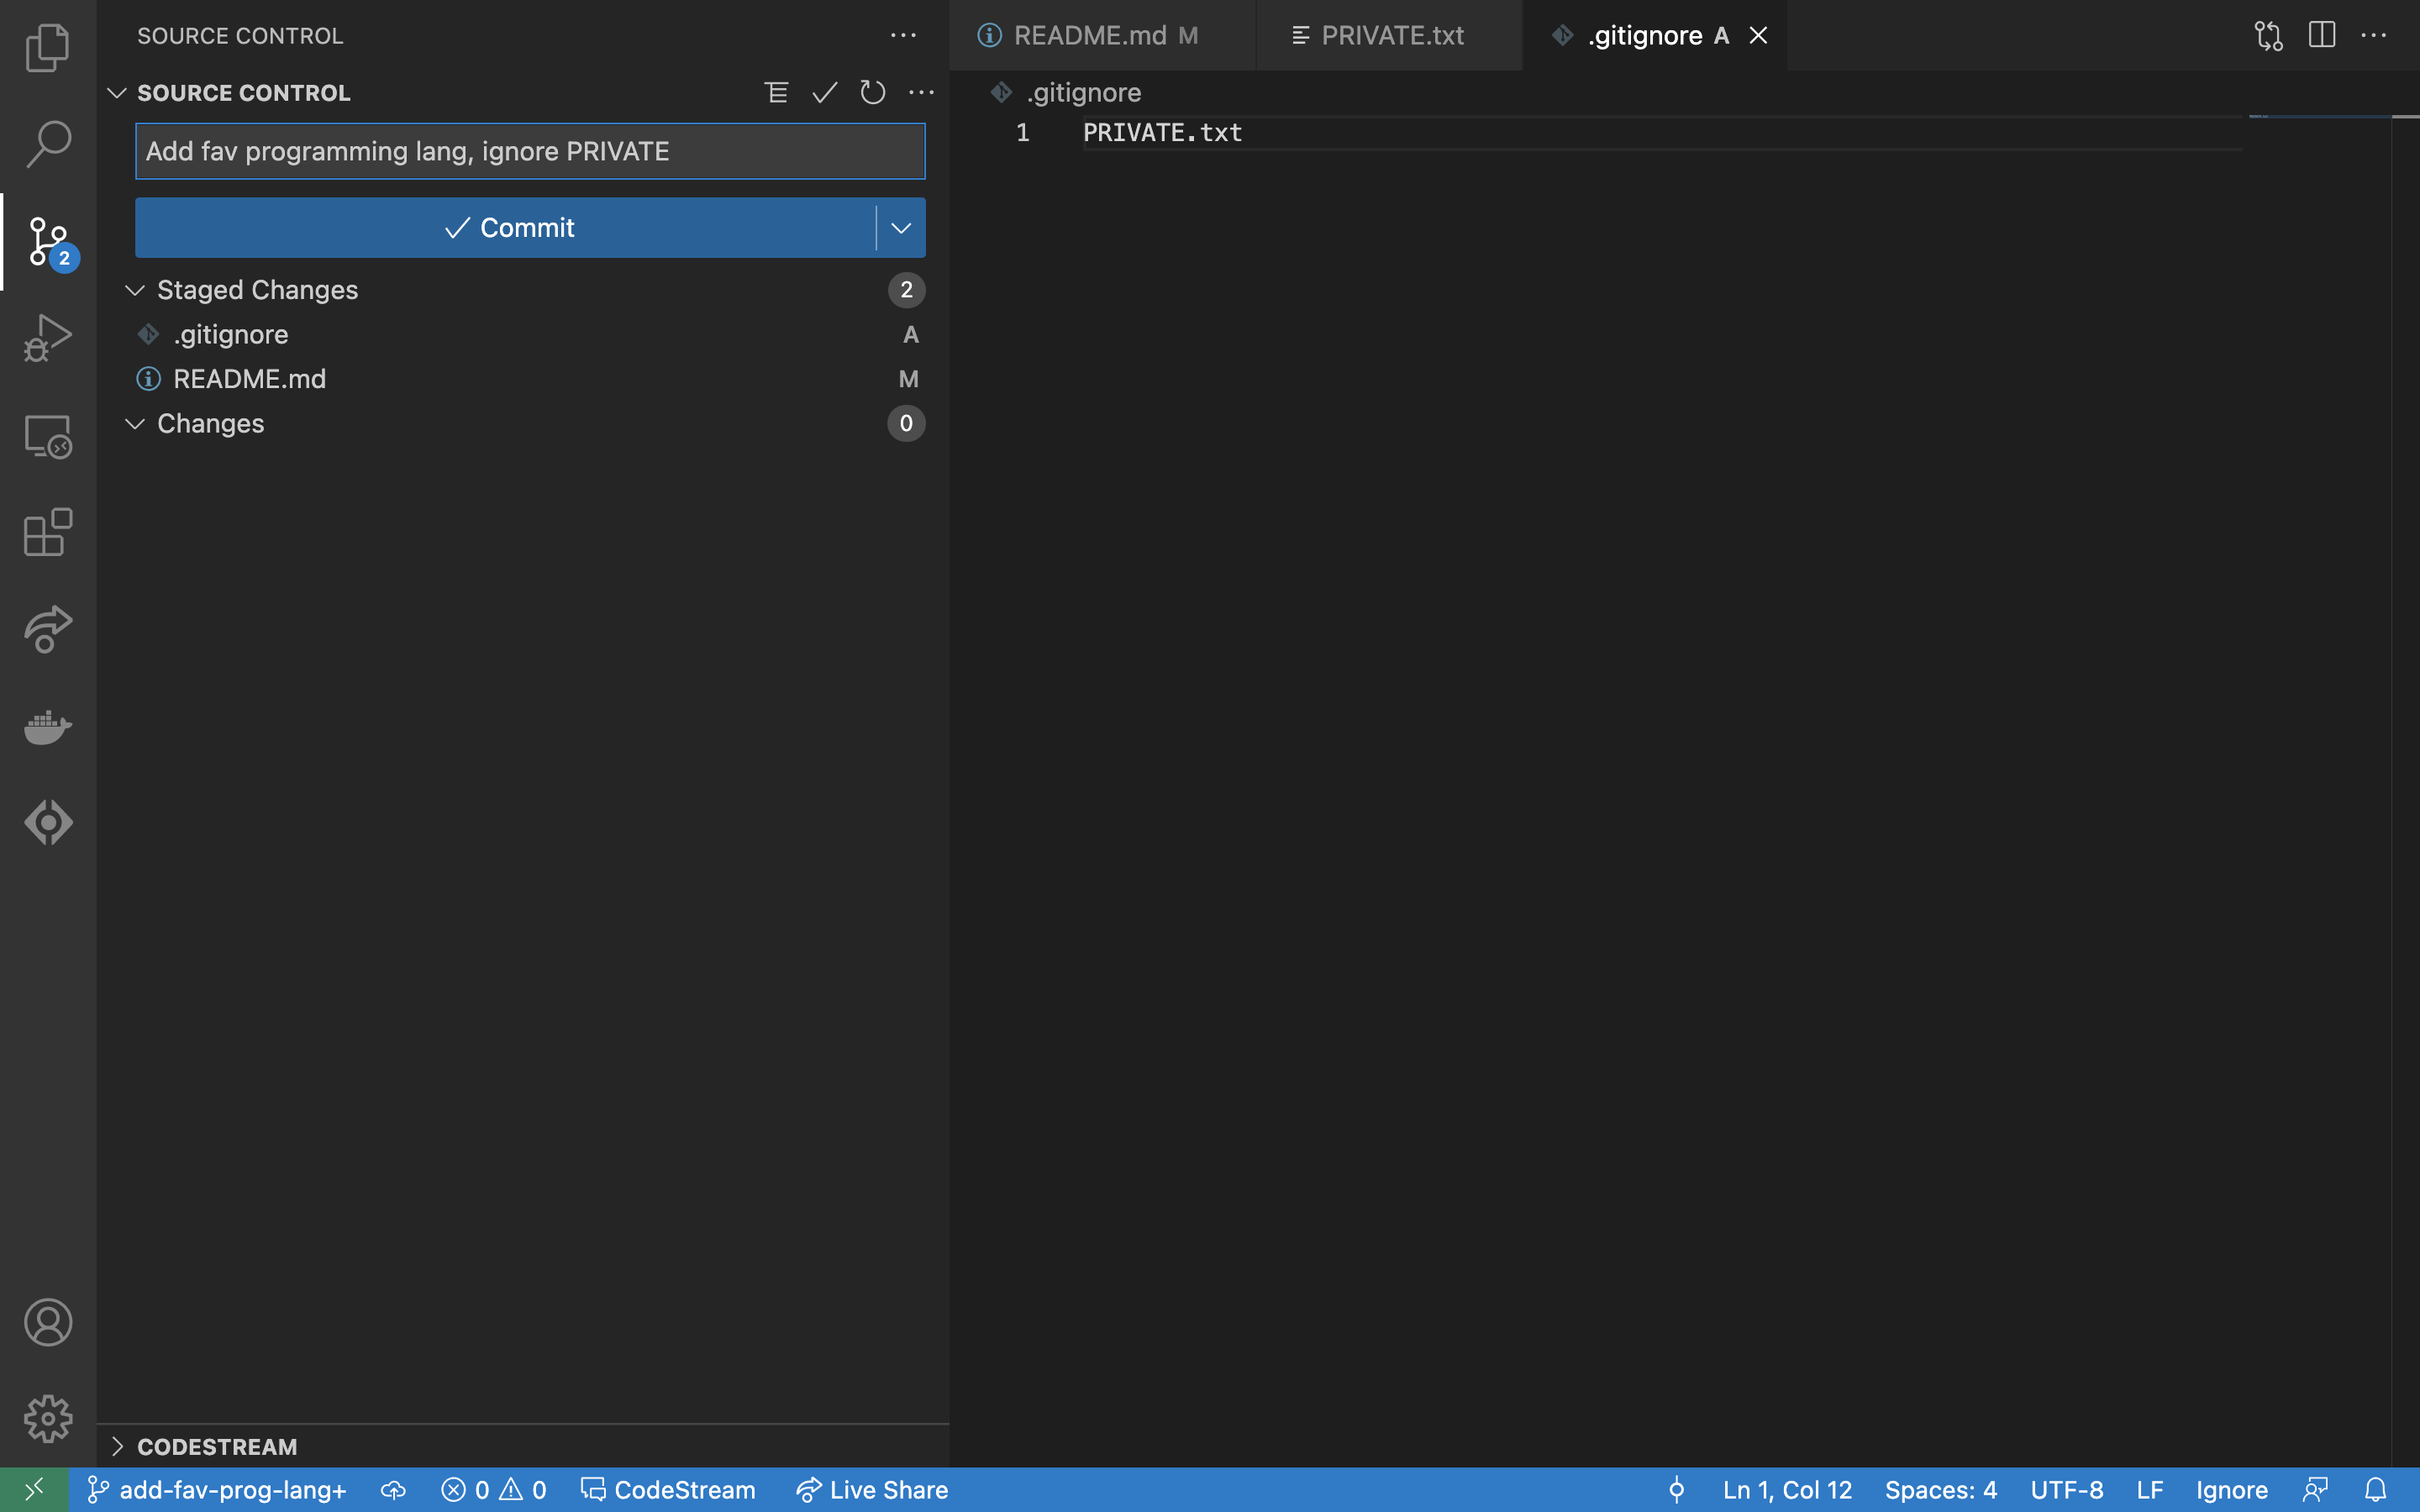 SOURCE CONTROL
SOURCE CONTROL
Add fav programming lang, ignore PRIVATE
Commit
Staged Changes 2
.gitignore A
README.md M
Changes 0
CODESTREAM
README.md M PRIVATE.txt .gitignore A
.gitignore
1 PRIVATE.txt
2
add-fav-prog-lang+ 0 0 CodeStream Live Share Ln 1, Col 12 Spaces: 4 UTF-8 LF Ignore